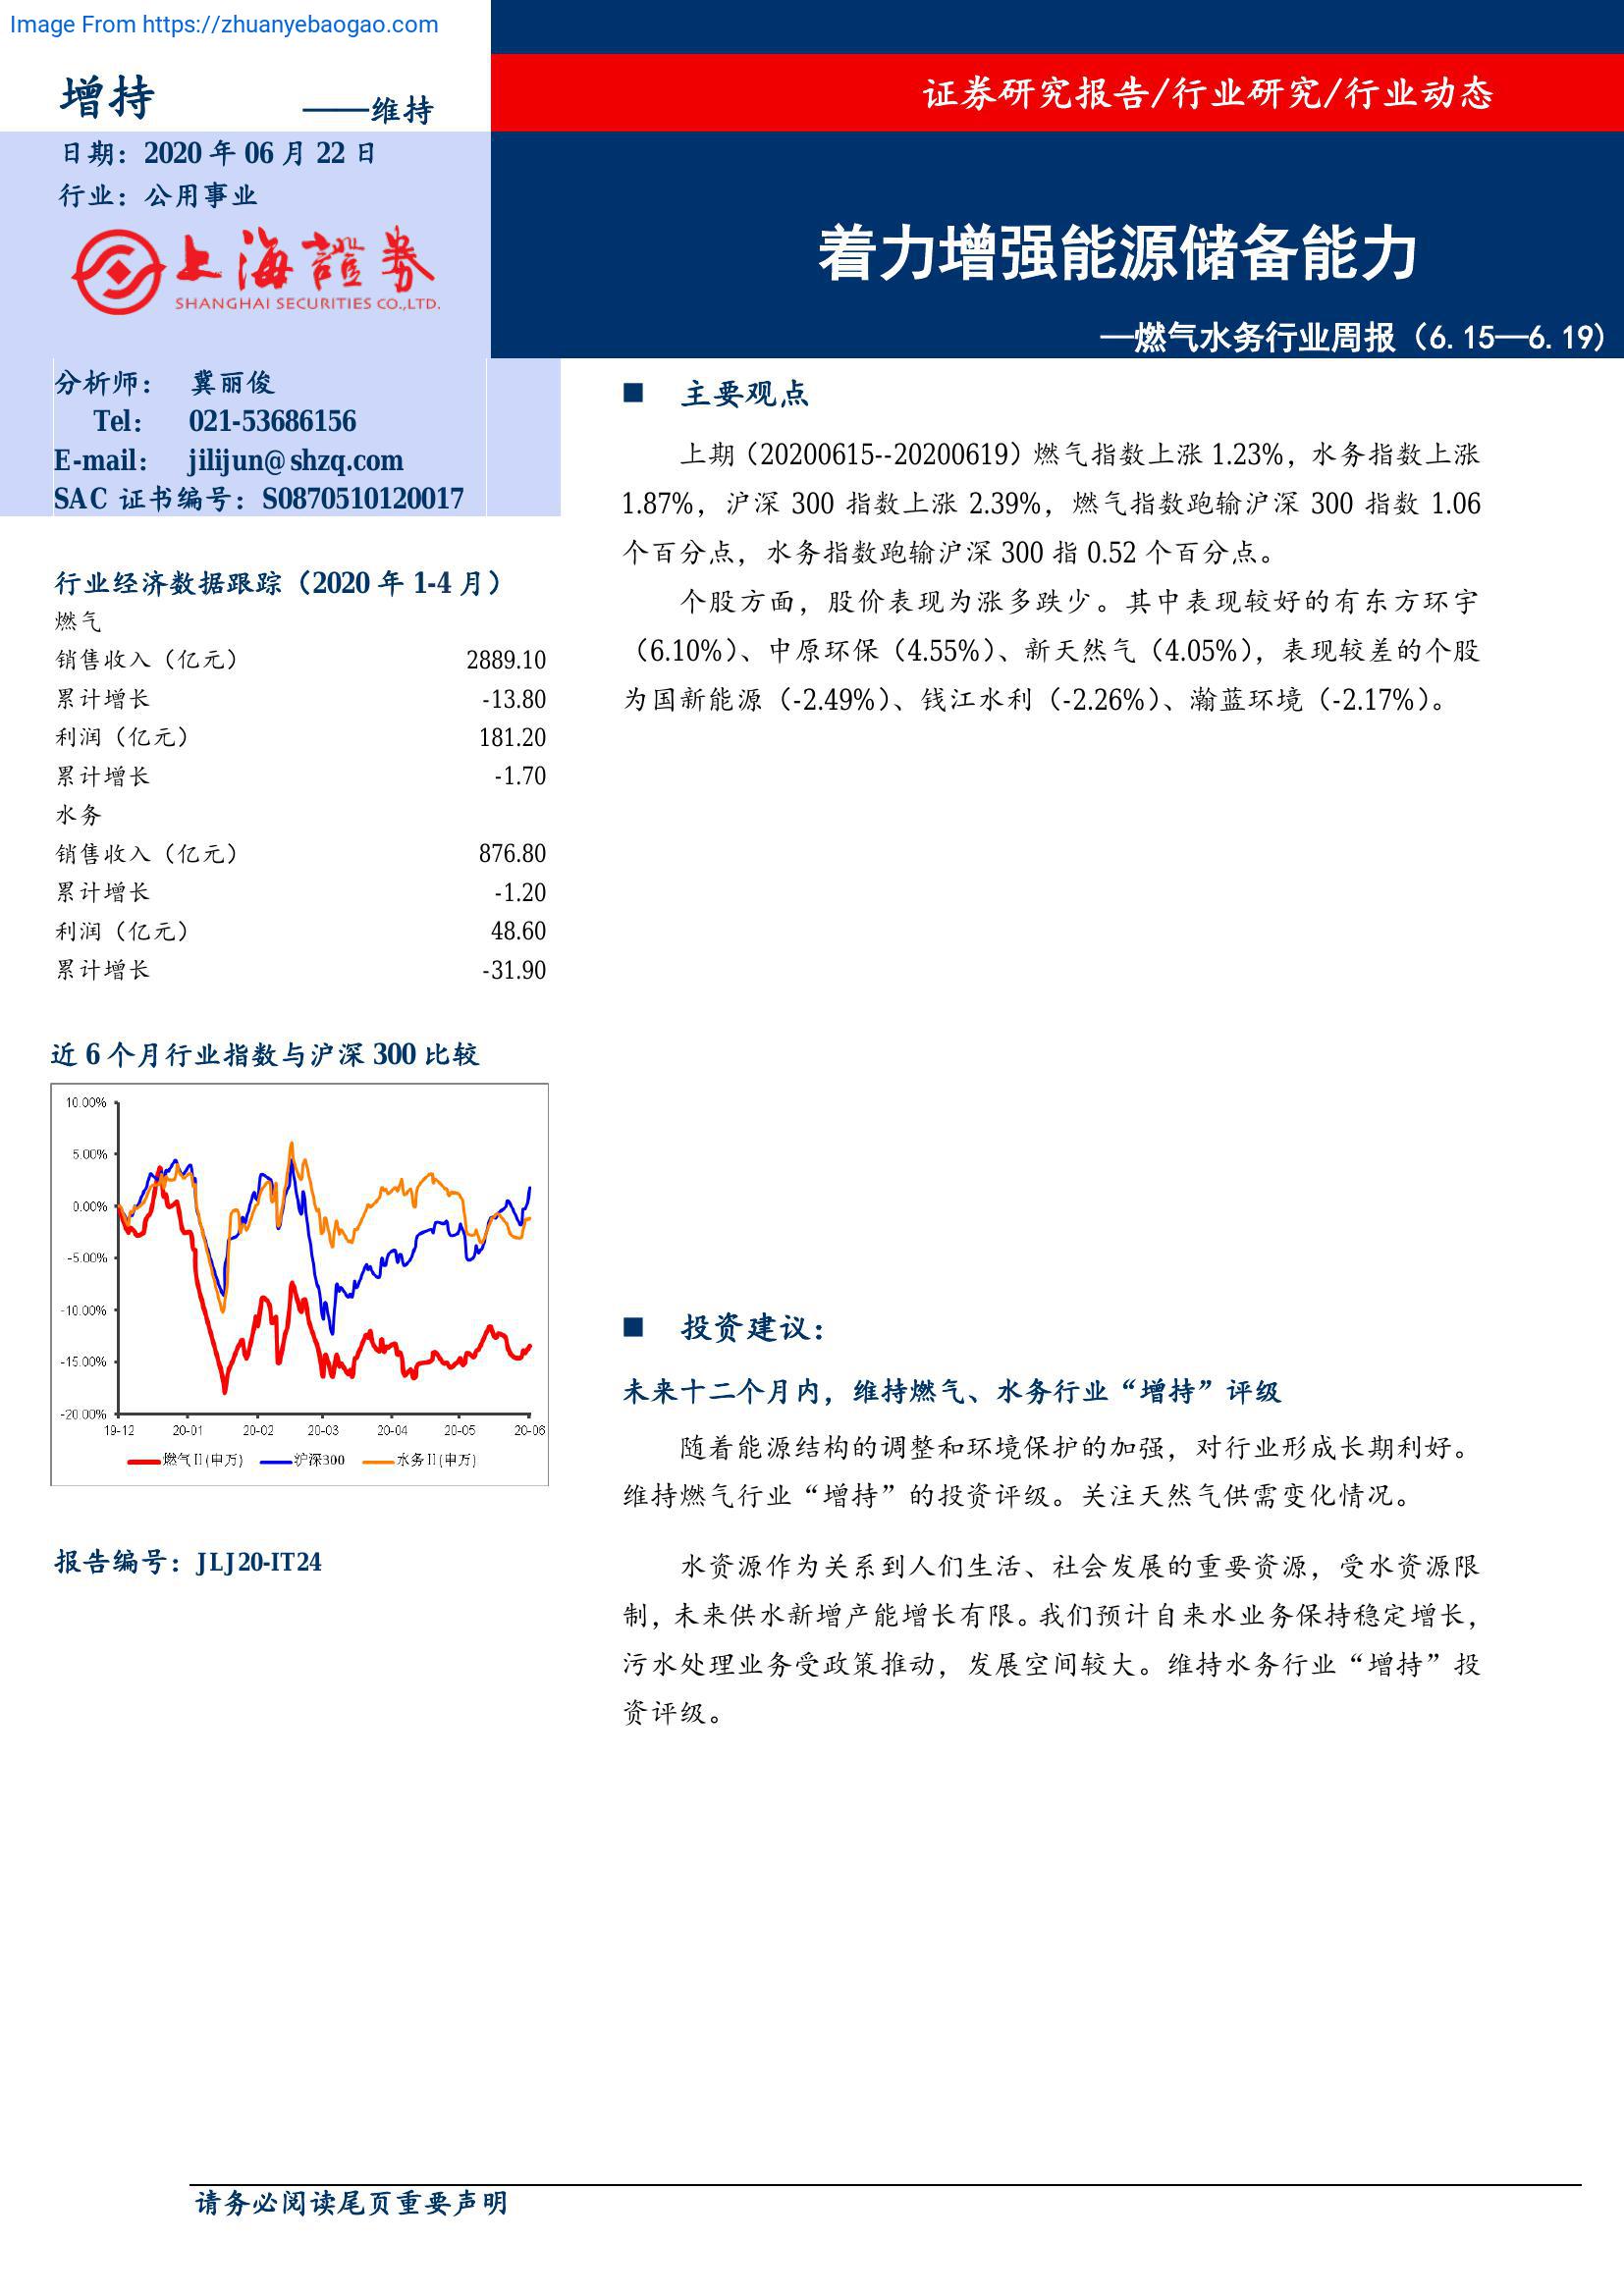 Image From https://zhuanyebaogao.com
增持 ——维持
证券研究报告/行业研究/行业动态
日期：2020 年 06 月 22 日
行业：公用事业
上海證券
SHANGHAI SECURITIES CO.,LTD.
着力增强能源储备能力
—燃气水务行业周报（6.15—6.19）
分析师： 冀丽俊
Tel： 021-53686156
E-mail： jilijun@shzq.com
SAC 证书编号：S0870510120017
行业经济数据跟踪（2020 年 1-4 月）
燃气
销售收入（亿元） 2889.10
累计增长 -13.80
利润（亿元） 181.20
累计增长 -1.70
水务
销售收入（亿元） 876.80
累计增长 -1.20
利润（亿元） 48.60
累计增长 -31.90
近 6 个月行业指数与沪深 300 比较
10.00%
5.00%
0.00%
-5.00%
-10.00%
-15.00%
-20.00%
19-12 20-01 20-02 20-03 20-04 20-05 20-06
燃气II(申万) 沪深300 水务II(申万)
报告编号：JLJ20-IT24
■ 主要观点
上期（20200615--20200619）燃气指数上涨 1.23%，水务指数上涨
1.87%，沪深 300 指数上涨 2.39%，燃气指数跑输沪深 300 指数 1.06
个百分点，水务指数跑输沪深 300 指 0.52 个百分点。
个股方面，股价表现为涨多跌少。其中表现较好的有东方环宇
（6.10%）、中原环保（4.55%）、新天然气（4.05%），表现较差的个股
为国新能源（-2.49%）、钱江水利（-2.26%）、瀚蓝环境（-2.17%）。
■ 投资建议：
未来十二个月内，维持燃气、水务行业“增持”评级
随着能源结构的调整和环境保护的加强，对行业形成长期利好。
维持燃气行业“增持”的投资评级。关注天然气供需变化情况。
水资源作为关系到人们生活、社会发展的重要资源，受水资源限
制，未来供水新增产能增长有限。我们预计自来水业务保持稳定增长，
污水处理业务受政策推动，发展空间较大。维持水务行业“增持”投
资评级。
请务必阅读尾页重要声明